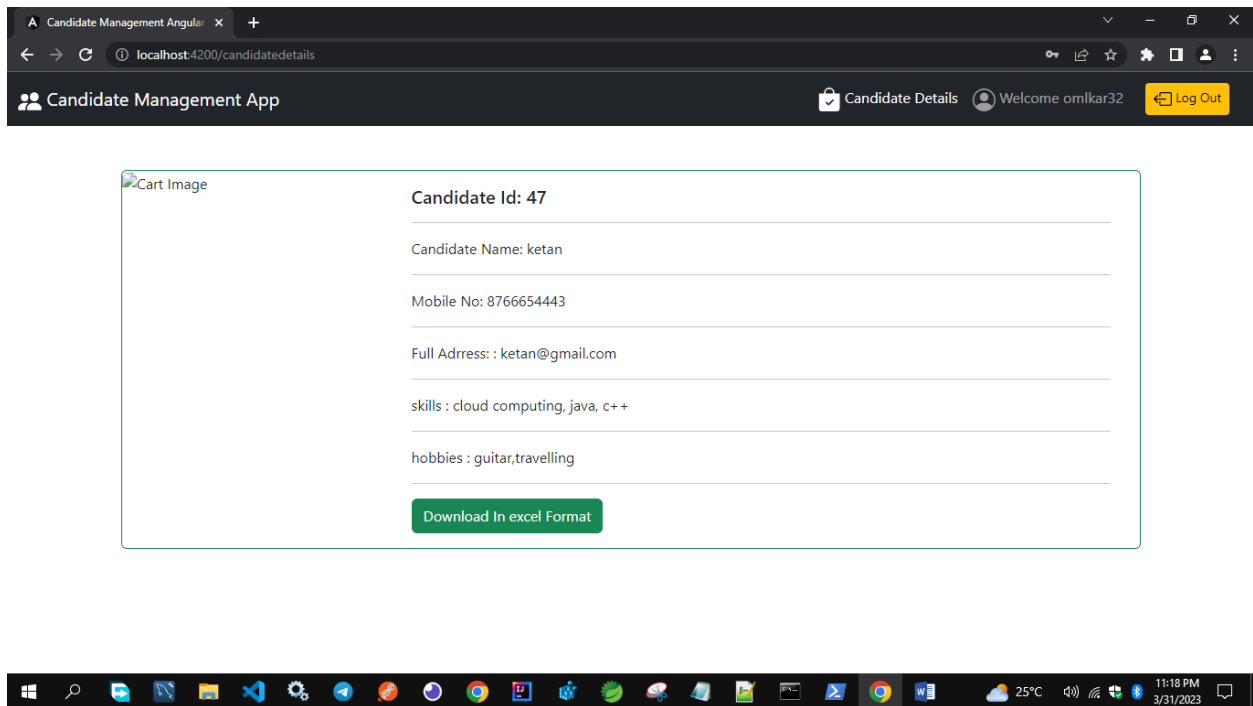 Candidate Management Angular
localhost:4200/candidatedetails
Candidate Management App
Candidate Details
Welcome omlkar32
Log Out
Cart Image
Candidate Id: 47
Candidate Name: ketan
Mobile No: 8766654443
Full Adrress: : ketan@gmail.com
skills : cloud computing, java, c++
hobbies : guitar,travelling
Download In excel Format
25°C
11:18 PM
3/31/2023